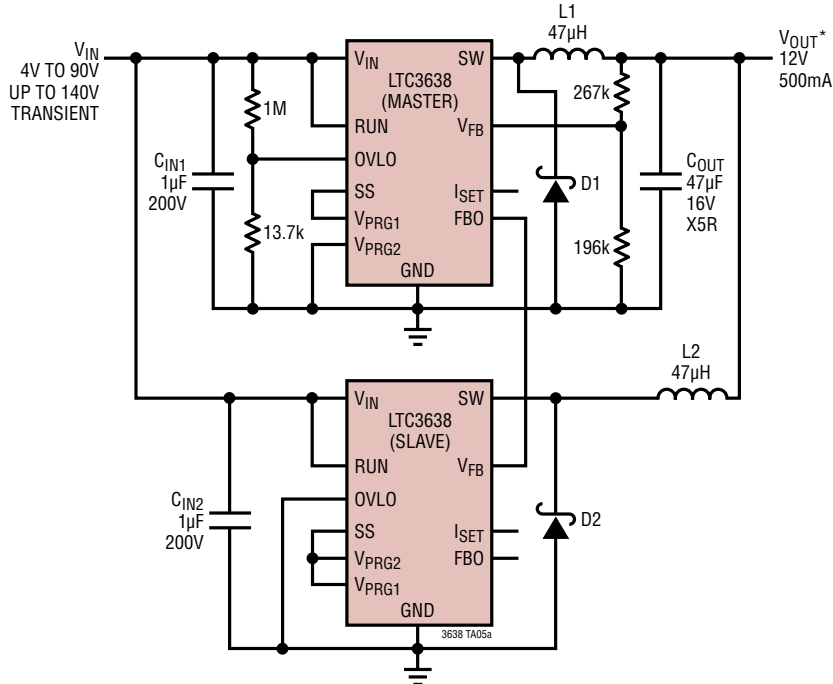 L1
47µH
VIN
4V TO 90V
UP TO 140V
TRANSIENT
VOUT*
12V
500mA
VIN
SW
LTC3638
(MASTER)
1M
267k
RUN
VFB
OVLO
CIN1
1µF
200V
COUT
47µF
16V
X5R
D1
SS
ISET
VPRG1
FBO
13.7k
196k
VPRG2
GND
L2
47µH
VIN
SW
LTC3638
(SLAVE)
RUN
VFB
OVLO
CIN2
1µF
200V
D2
SS
ISET
VPRG2
FBO
VPRG1
GND
3638 TA05a